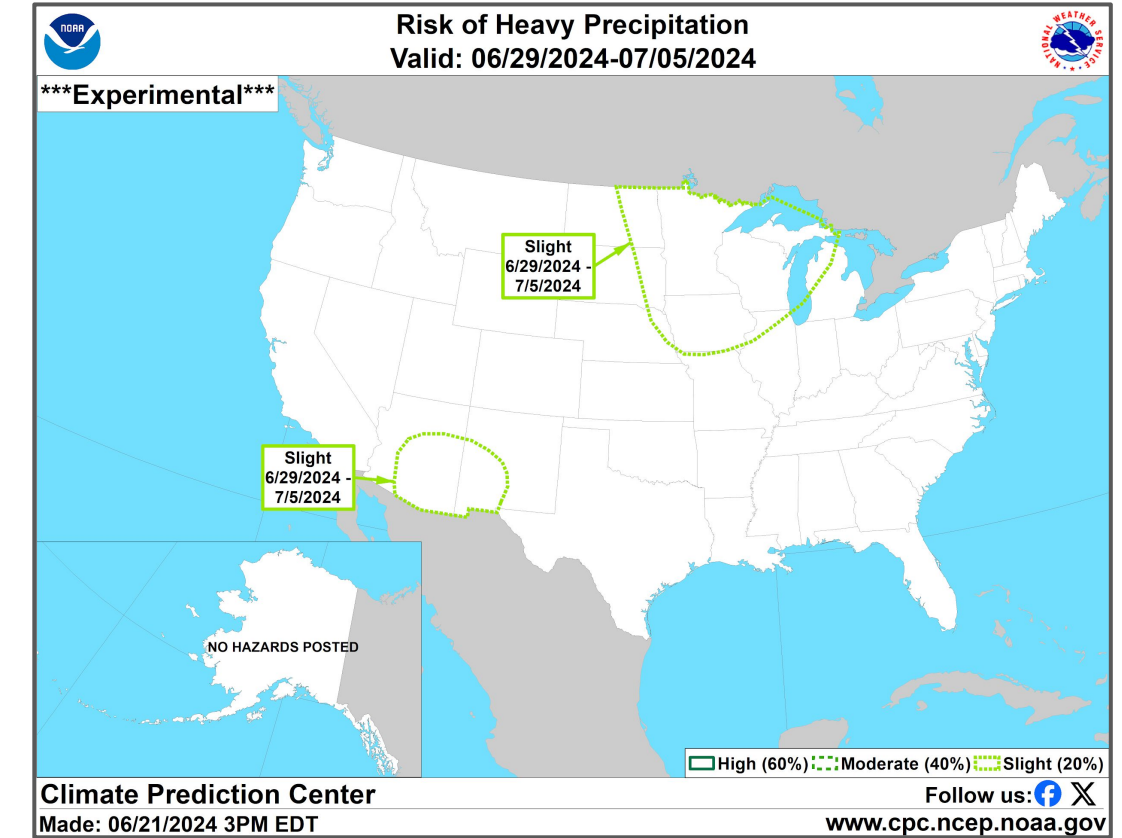 NOAA
Risk of Heavy Precipitation
Valid: 06/29/2024-07/05/2024
NATIONAL WEATHER SERVICE
***Experimental***
Slight
6/29/2024 -
7/5/2024
Slight
6/29/2024 -
7/5/2024
NO HAZARDS POSTED
High (60%) Moderate (40%) Slight (20%)
Climate Prediction Center
Follow us:
Made: 06/21/2024 3PM EDT
www.cpc.ncep.noaa.gov